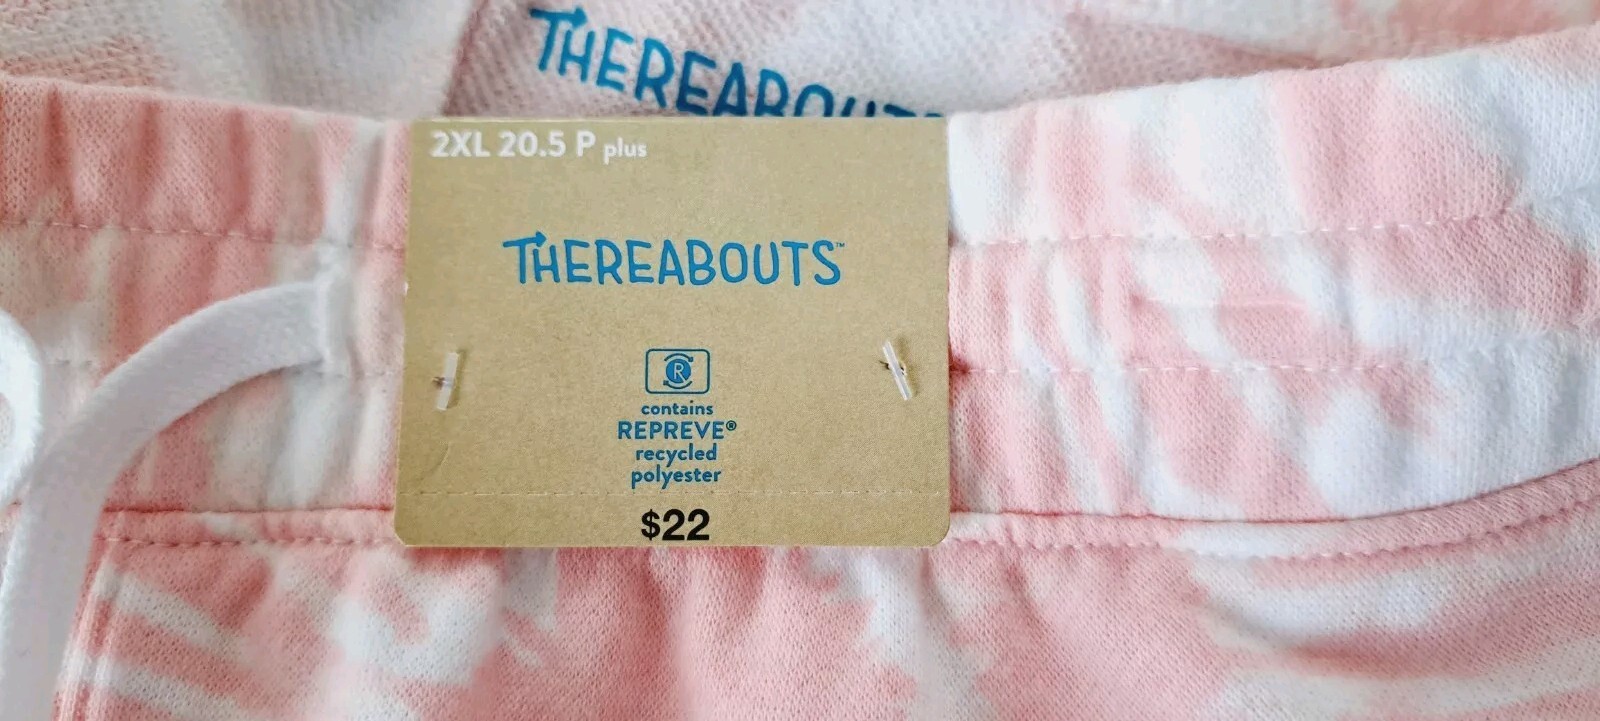 THEREABOUTS
2XL 20.5 P plus
THEREABOUTS™
R
contains
REPREVE®
recycled
polyester
$22